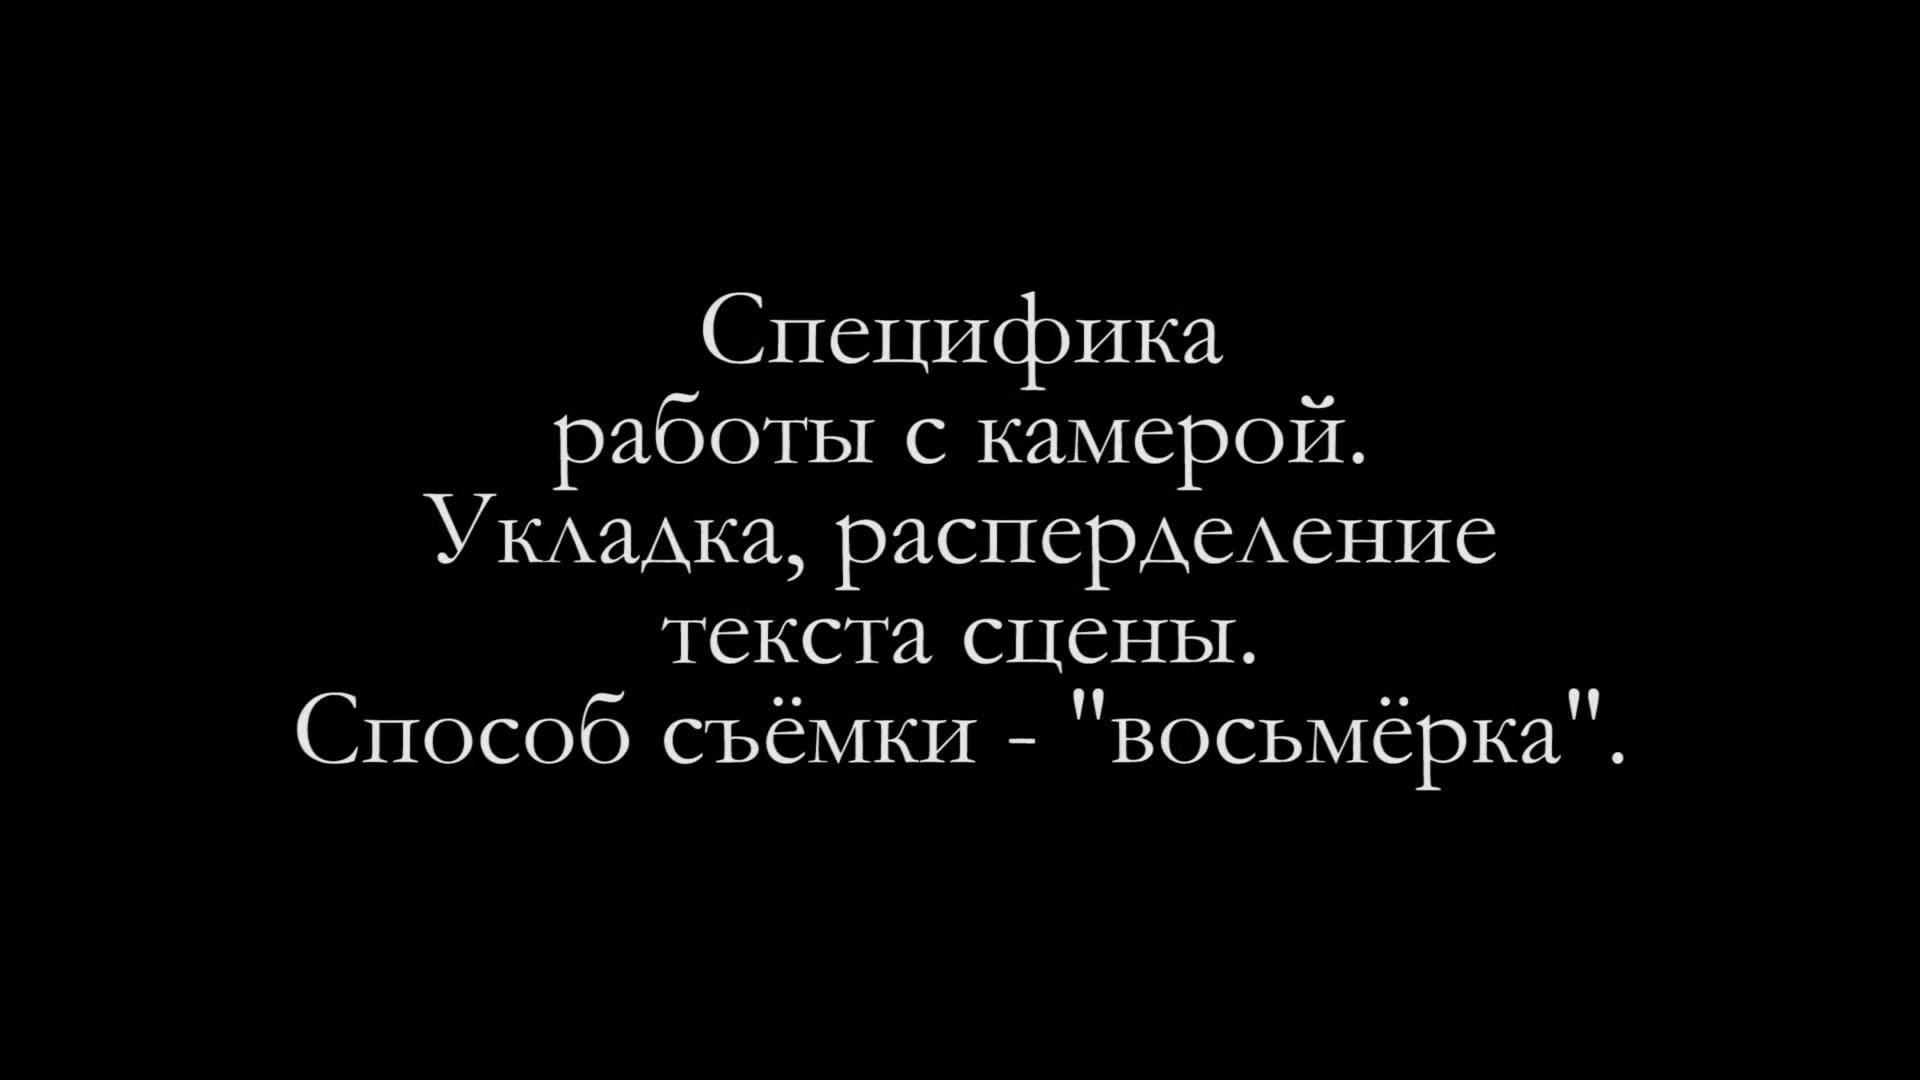 Специфика
работы с камерой.
Укладка, расперделение
текста сцены.
Способ съёмки - "восьмёрка".